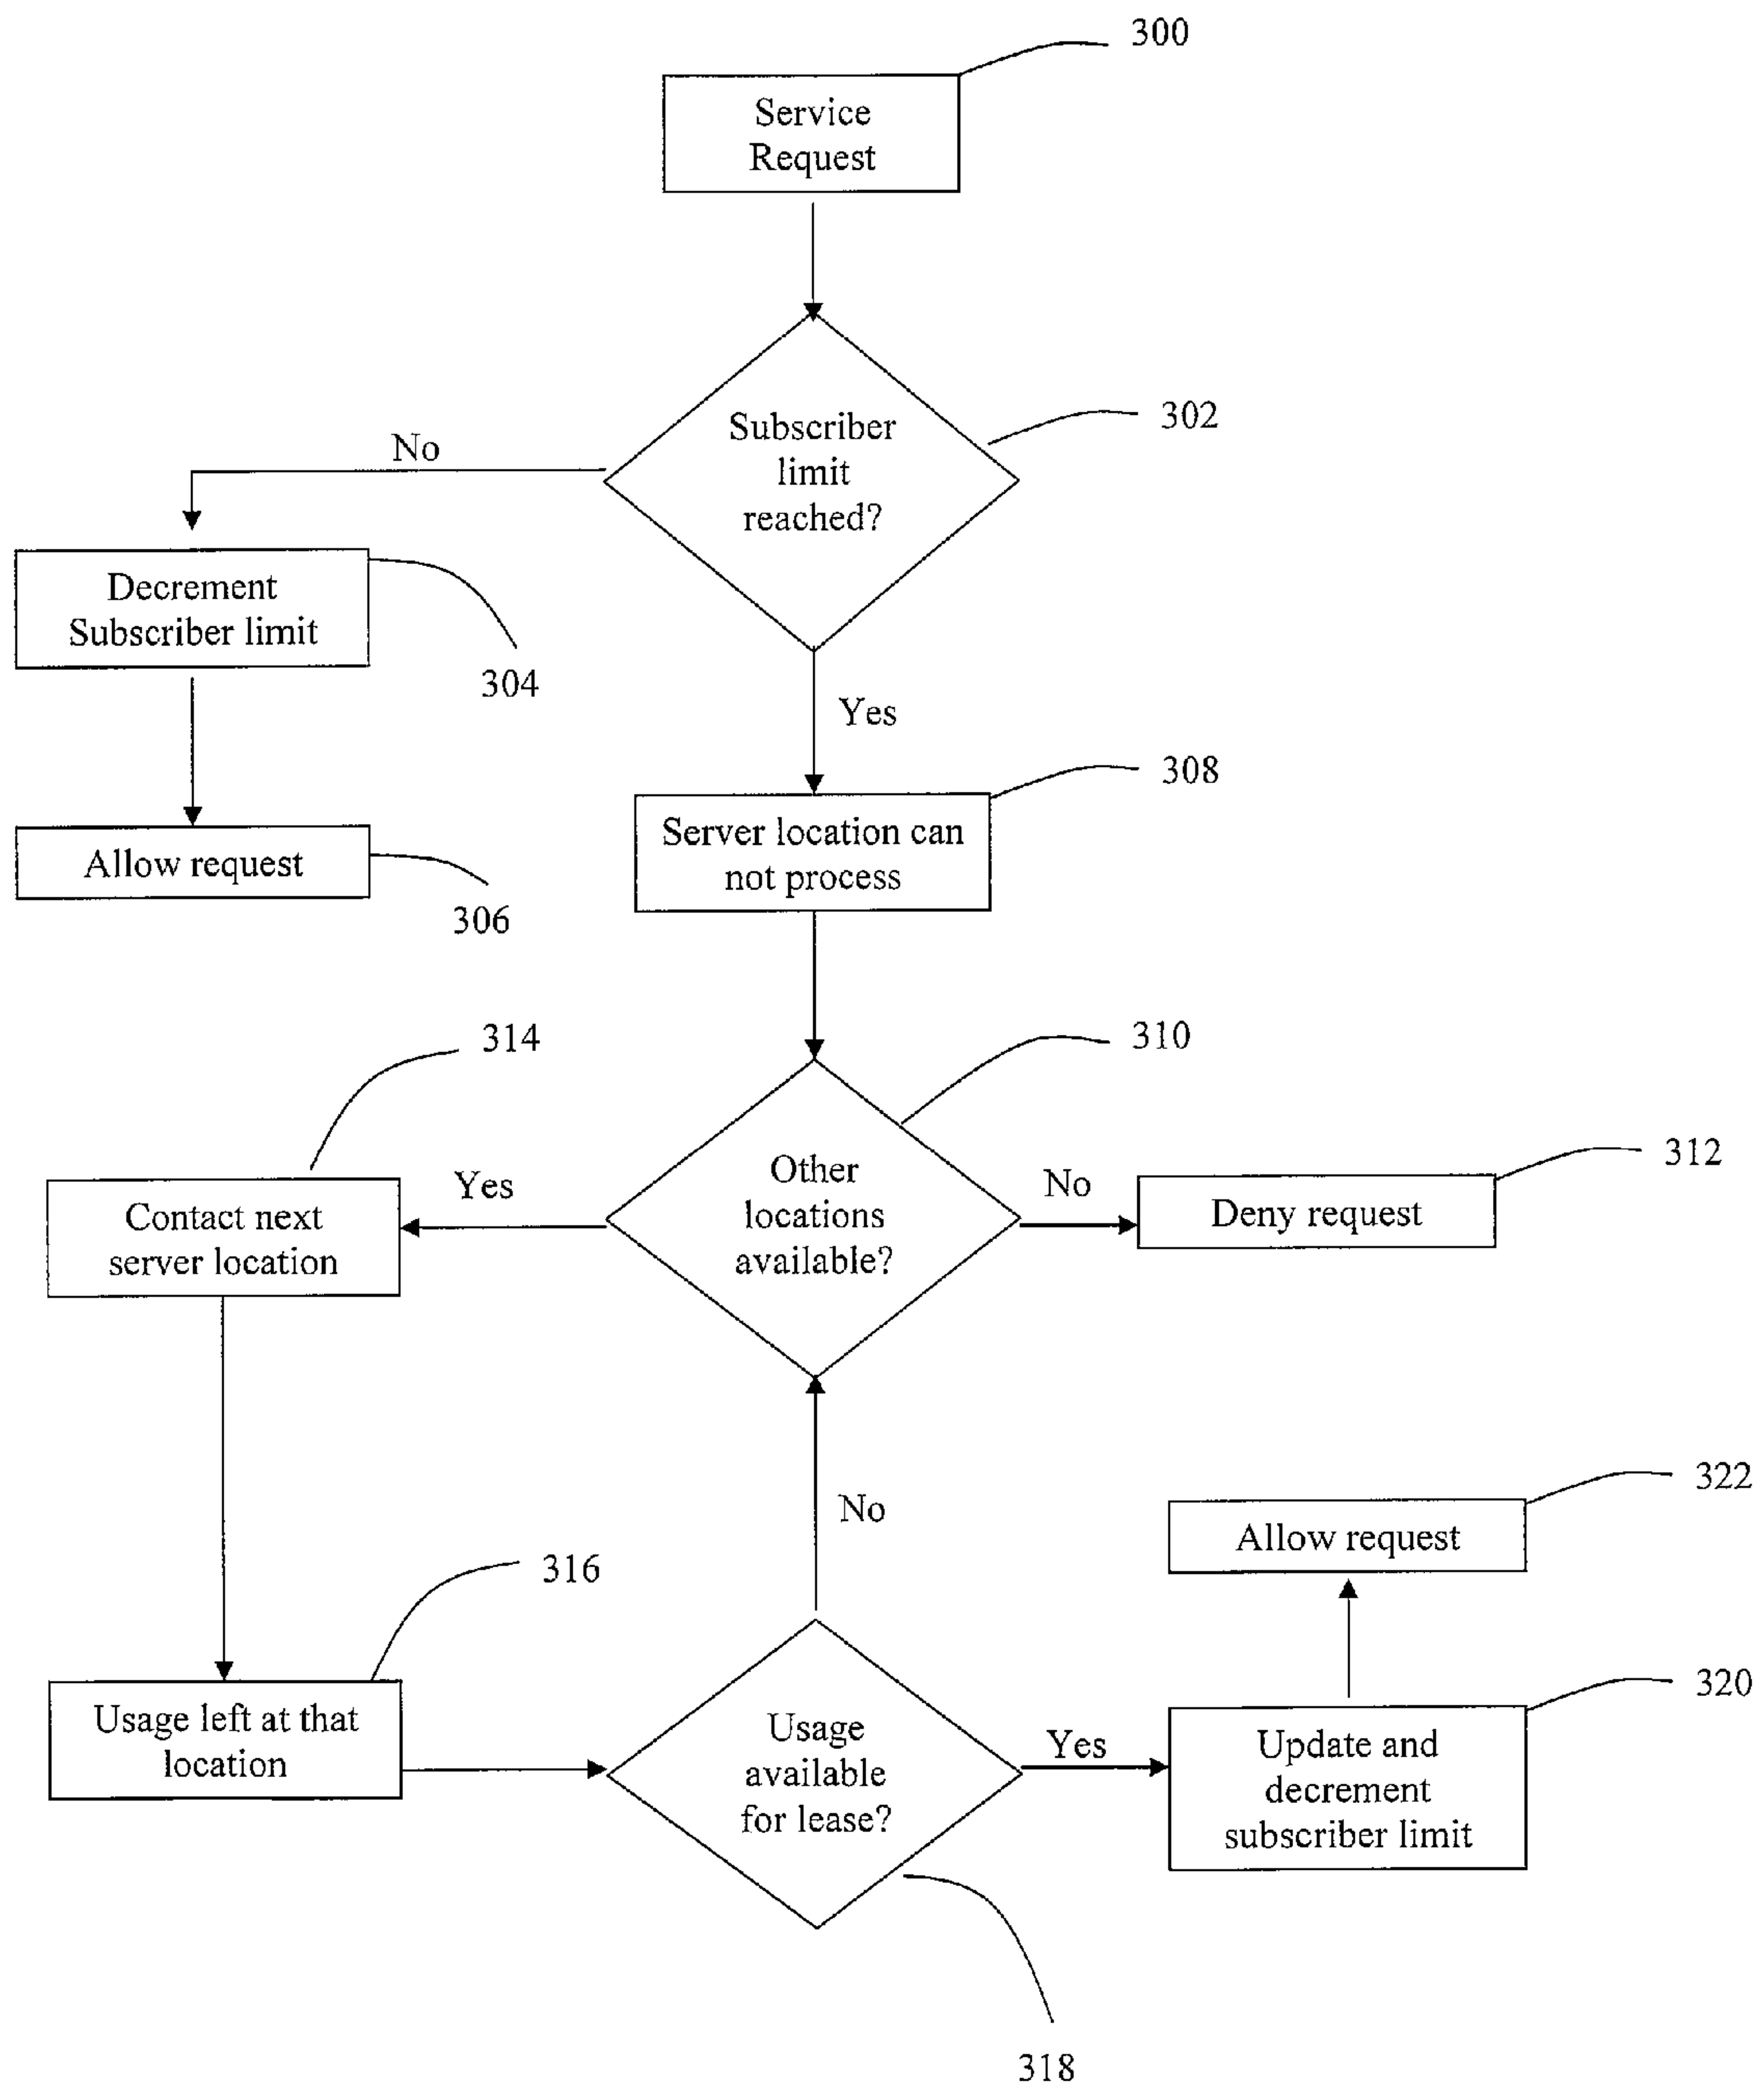 300
Service
Request
302
Subscriber
limit
reached?
No
Decrement
Subscriber limit
304
Yes
308
Server location can
not process
Allow request
306
314
310
312
Other
locations
available?
Yes
No
Contact next
server location
Deny request
322
No
Allow request
316
320
Usage left at that
location
Usage
available
for lease?
Yes
Update and
decrement
subscriber limit
318